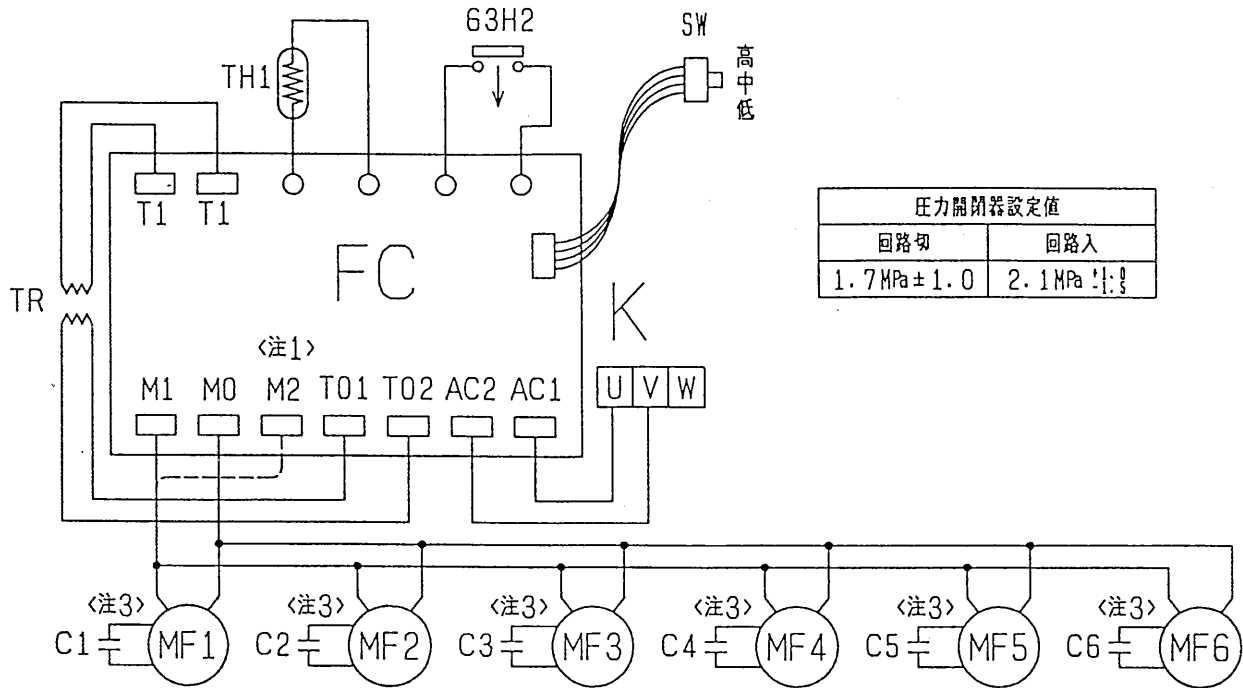 63H2
SW
高
中
低
TH1
T1
T1
FC
TR
K
圧力開閉器設定値
回路切 回路入
1.7MPa±1.0 2.1MPa
〈注1〉
M1 M0 M2 T01 T02 AC2 AC1
U V W
〈注3〉 〈注3〉 〈注3〉 〈注3〉 〈注3〉 〈注3〉
C1 MF1 C2 MF2 C3 MF3 C4 MF4 C5 MF5 C6 MF6